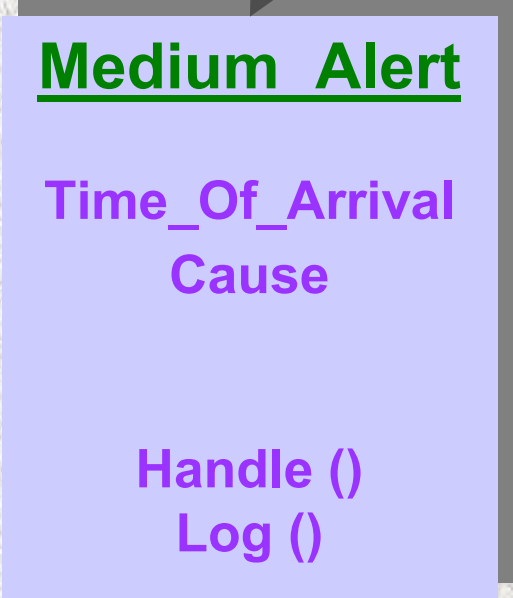 Medium Alert
Time_Of_Arrival
Cause
Handle ()
Log ()